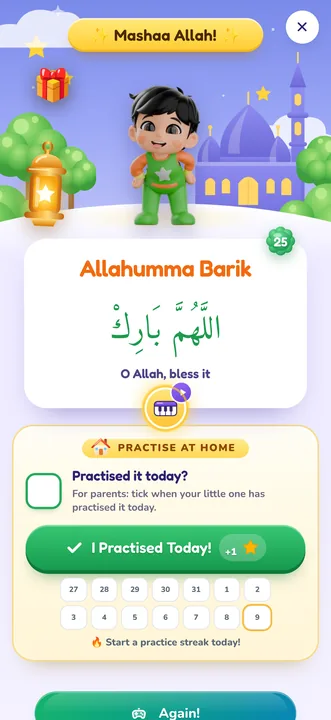 Mashaa Allah!
25
Allahumma Barik
اللَّهُمَّ بَارِكْ
O Allah, bless it
PRACTISE AT HOME
Practised it today?
For parents: tick when your little one has
practised it today.
I Practised Today! +1
27 28 29 30 31 1 2
3 4 5 6 7 8 9
Start a practice streak today!
Again!